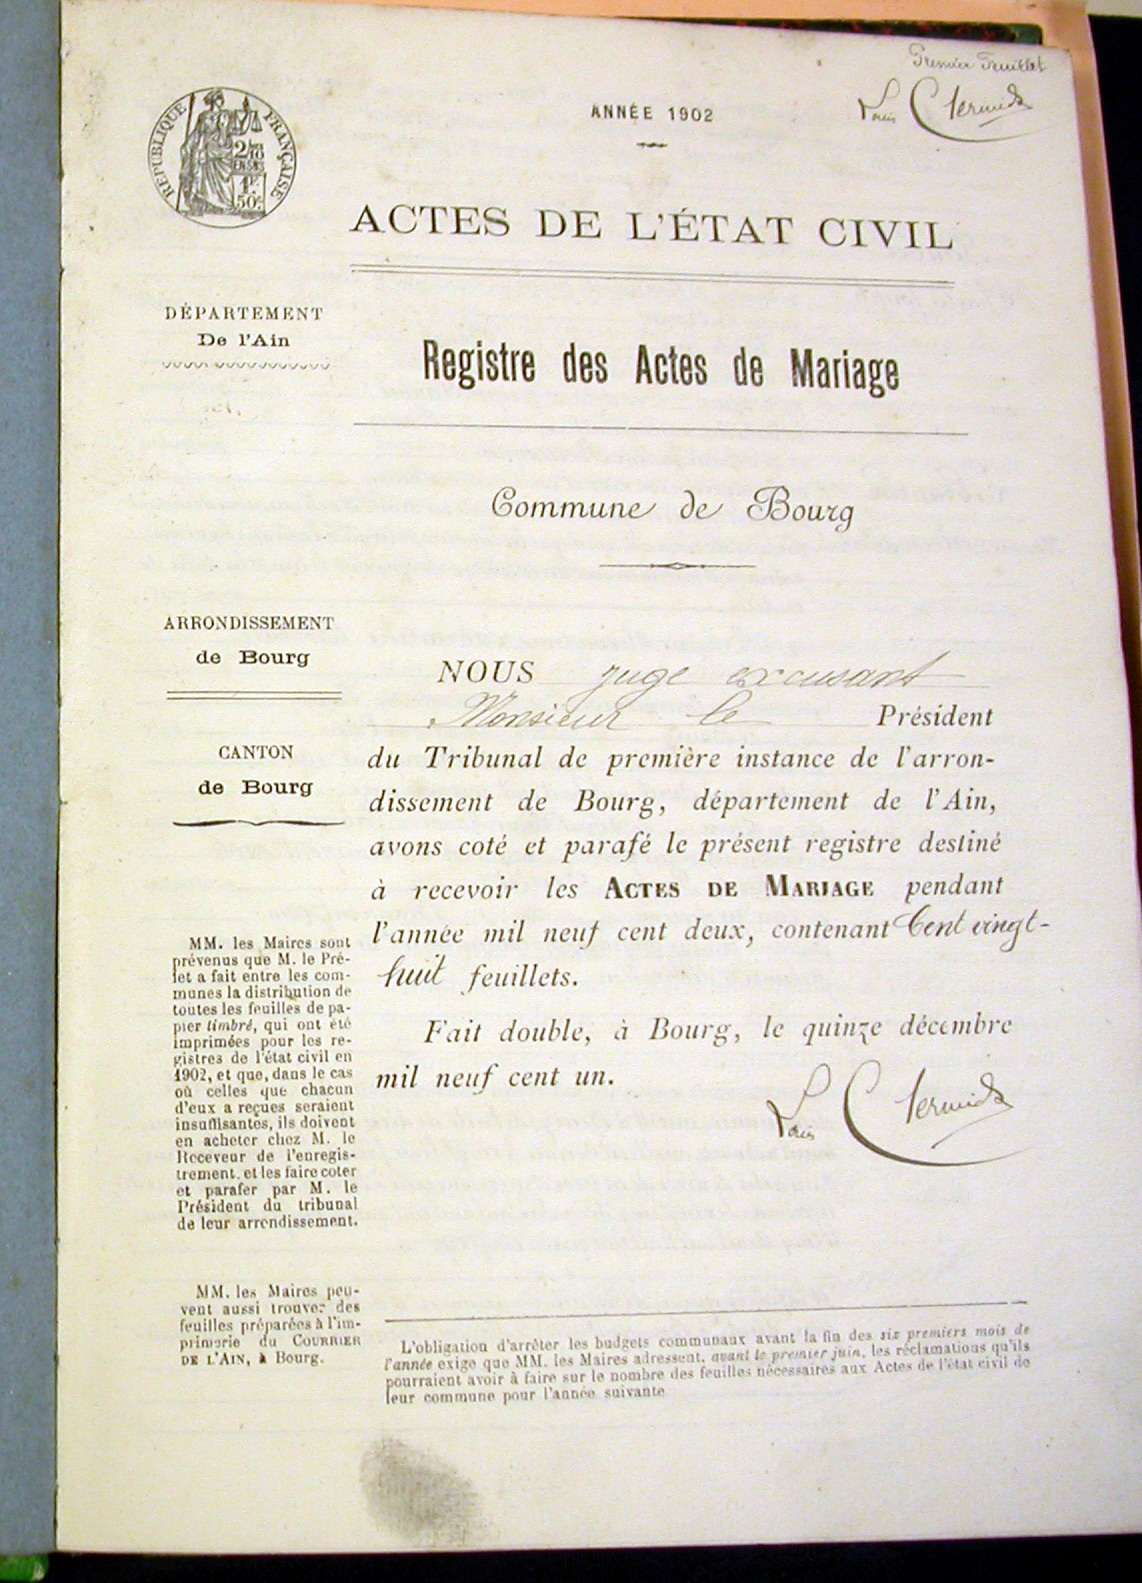 Premier Feuillet
Louis C
ANNÉE 1902
RÉPUBLIQUE FRANÇAISE
2/10
EN SUS
1F
50c
ACTES DE L'ÉTAT CIVIL
DÉPARTEMENT
De l'Ain
Registre des Actes de Mariage
Commune de Bourg
ARRONDISSEMENT
de Bourg
CANTON
de Bourg
NOUS juge excusant
Monsieur le Président
du Tribunal de première instance de l'arron-
dissement de Bourg, département de l'Ain,
avons coté et parafé le présent registre destiné
à recevoir les ACTES DE MARIAGE pendant
l'année mil neuf cent deux, contenant Cent vingt-
huit feuillets.
Fait double, à Bourg, le quinze décembre
mil neuf cent un.
Louis C
MM. les Maires sont
prévenus que M. le Pré-
fet a fait entre les com-
munes la distribution de
toutes les feuilles de pa-
pier timbré, qui ont été
imprimées pour les re-
gistres de l'état civil en
1902, et que, dans le cas
où celles que chacun
d'eux a reçues seraient
insuffisantes, ils doivent
en acheter chez M. le
Receveur de l'enregis-
trement, et les faire coter
et parafer par M. le
Président du tribunal
de leur arrondissement.
MM. les Maires peu-
vent aussi trouver des
feuilles préparées à l'im-
primerie du COURRIER
DE L'AIN, à Bourg.
L'obligation d'arrêter les budgets communaux avant la fin des six premiers mois de
l'année exige que MM. les Maires adressent, avant le premier juin, les réclamations qu'ils
pourraient avoir à faire sur le nombre des feuilles nécessaires aux Actes de l'état civil de
leur commune pour l'année suivante